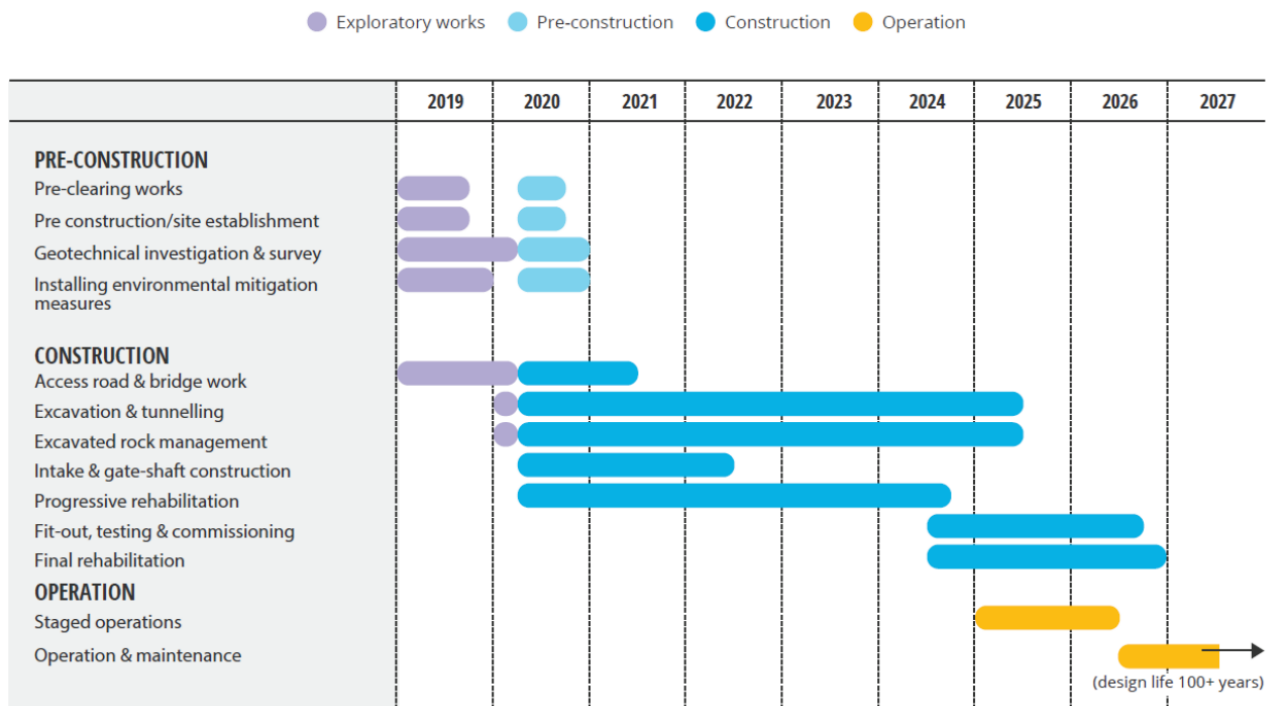 Exploratory works Pre-construction Construction Operation
2019 2020 2021 2022 2023 2024 2025 2026 2027
PRE-CONSTRUCTION
Pre-clearing works
Pre construction/site establishment
Geotechnical investigation & survey
Installing environmental mitigation
measures
CONSTRUCTION
Access road & bridge work
Excavation & tunnelling
Excavated rock management
Intake & gate-shaft construction
Progressive rehabilitation
Fit-out, testing & commissioning
Final rehabilitation
OPERATION
Staged operations
Operation & maintenance
(design life 100+ years)